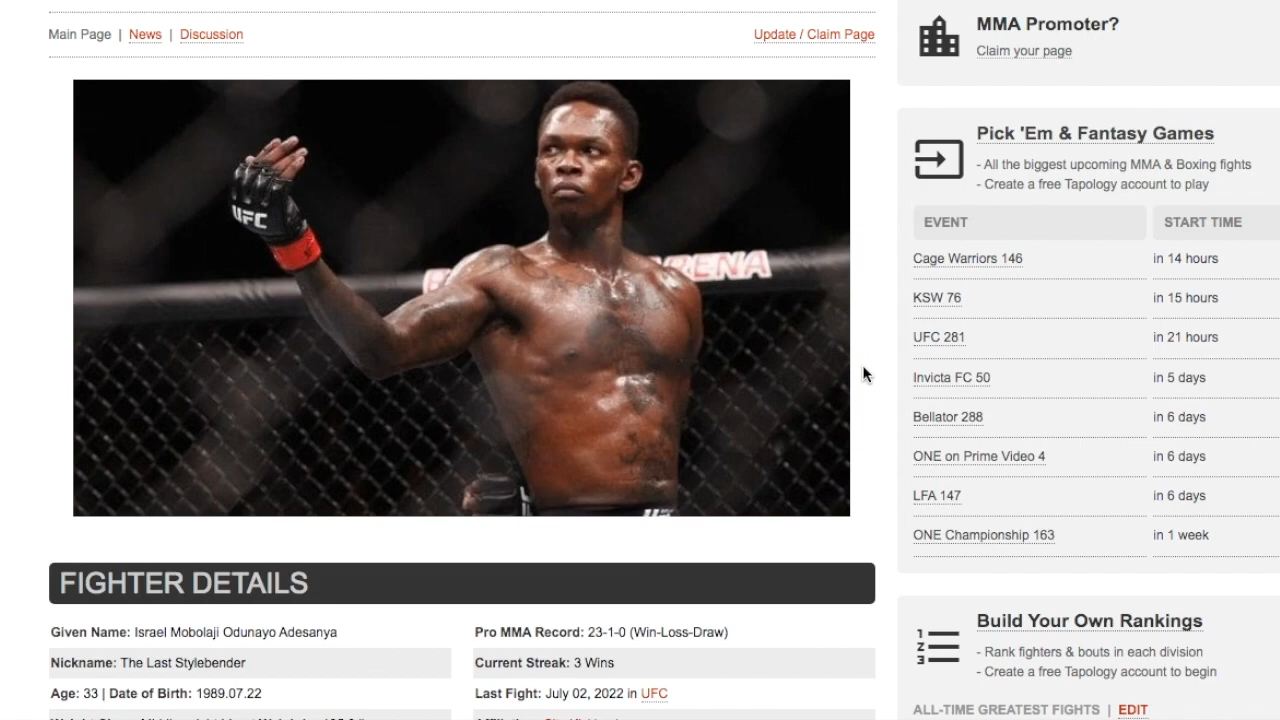 Main Page | News | Discussion
Update / Claim Page
UFC
ARENA
FIGHTER DETAILS
Given Name: Israel Mobolaji Odunayo Adesanya
Pro MMA Record: 23-1-0 (Win-Loss-Draw)
Nickname: The Last Stylebender
Current Streak: 3 Wins
Age: 33 | Date of Birth: 1989.07.22
Last Fight: July 02, 2022 in UFC
MMA Promoter?
Claim your page
Pick 'Em & Fantasy Games
- All the biggest upcoming MMA & Boxing fights
- Create a free Tapology account to play
EVENT START TIME
Cage Warriors 146 in 14 hours
KSW 76 in 15 hours
UFC 281 in 21 hours
Invicta FC 50 in 5 days
Bellator 288 in 6 days
ONE on Prime Video 4 in 6 days
LFA 147 in 6 days
ONE Championship 163 in 1 week
1
2
3
Build Your Own Rankings
- Rank fighters & bouts in each division
- Create a free Tapology account to begin
ALL-TIME GREATEST FIGHTS | EDIT